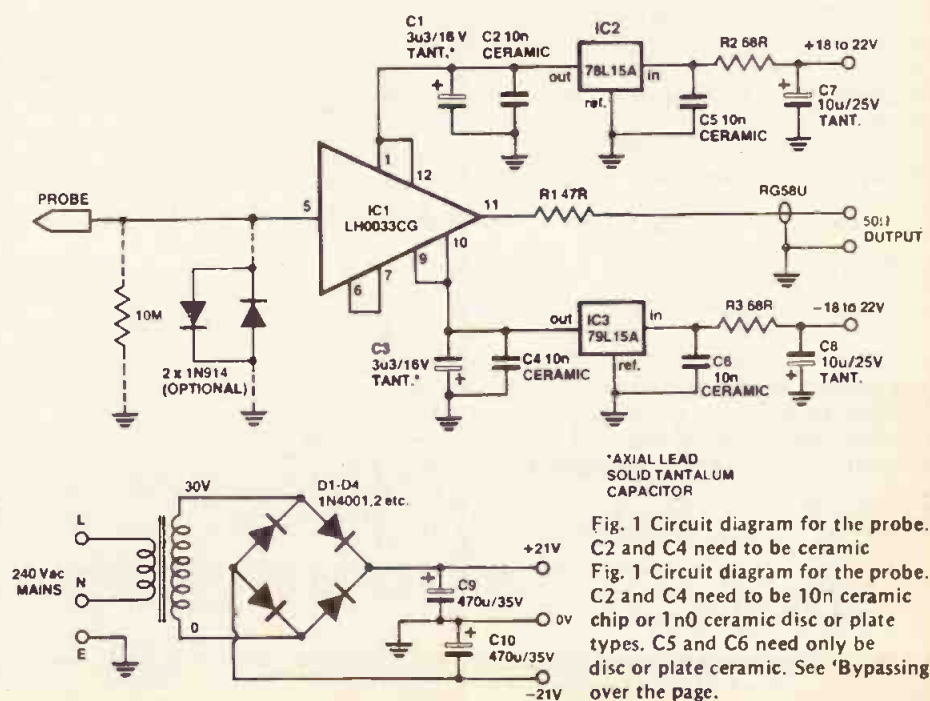 C1
3u3/16 V
TANT.*
C2 10n
CERAMIC
IC2
78L15A
out
in
ref.
R2 68R
+18 to 22V
C7
10u/25V
TANT.
C5 10n
CERAMIC
1
12
PROBE
5
IC1
LH0033CG
11
R1 47R
RG58U
50Ω
OUTPUT
10
9
7
6
10M
2 x 1N914
(OPTIONAL)
C3
3u3/16V
TANT.*
C4 10n
CERAMIC
out
IC3
79L15A
in
ref.
R3 68R
-18 to 22V
C6
10n
CERAMIC
C8
10u/25V
TANT.
*AXIAL LEAD
SOLID TANTALUM
CAPACITOR
L
N
E
240 Vac
MAINS
30V
0
D1-D4
1N4001,2 etc.
+21V
C9
470u/35V
0V
C10
470u/35V
-21V
Fig. 1 Circuit diagram for the probe.
C2 and C4 need to be ceramic
Fig. 1 Circuit diagram for the probe.
C2 and C4 need to be 10n ceramic
chip or 1n0 ceramic disc or plate
types. C5 and C6 need only be
disc or plate ceramic. See 'Bypassing
over the page.